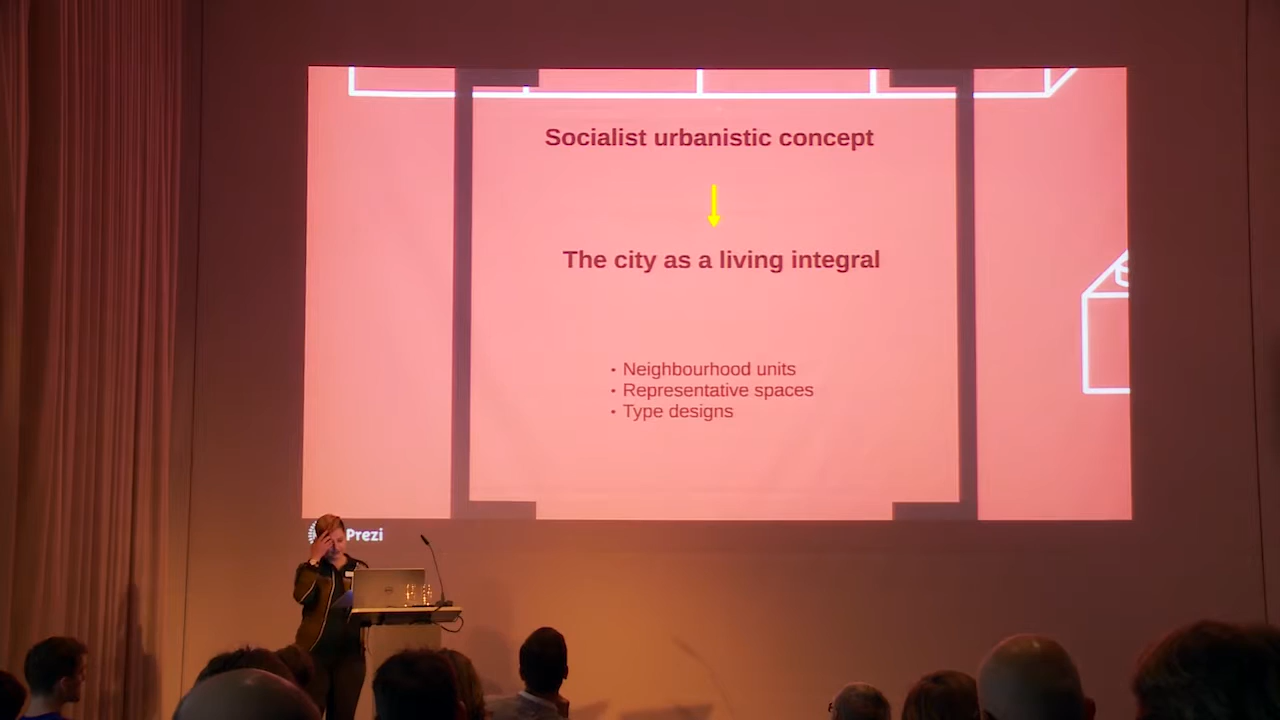 Socialist urbanistic concept
The city as a living integral
• Neighbourhood units
• Representative spaces
• Type designs
Prezi